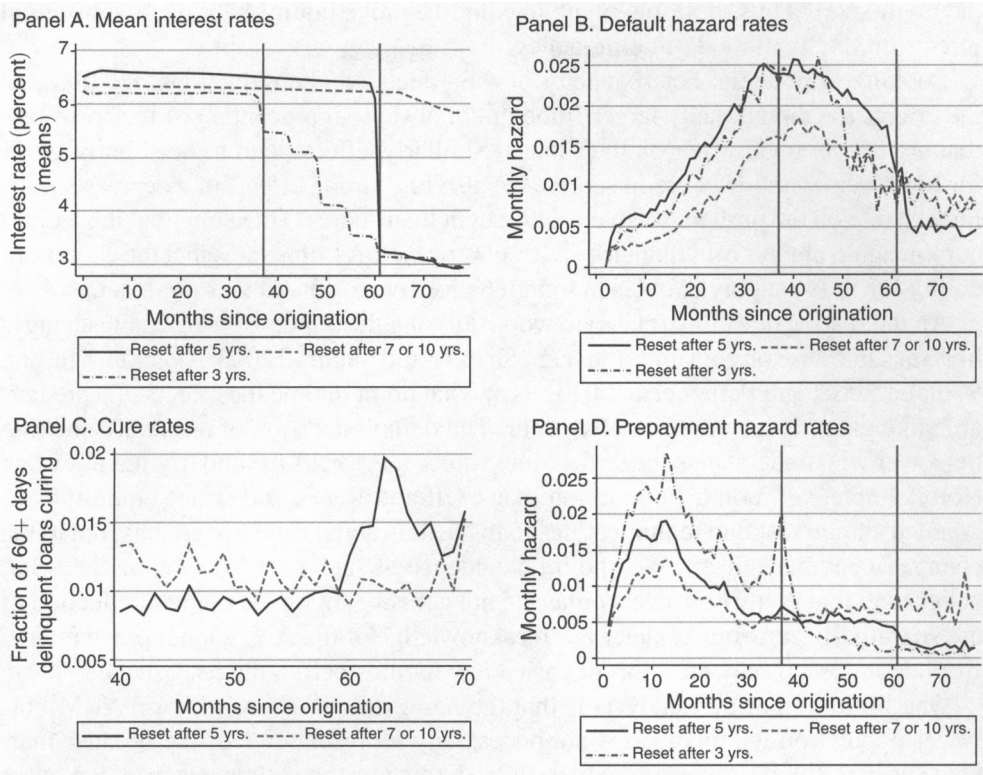 Panel A. Mean interest rates
Interest rate (percent)
(means)
7
6
5
4
3
0 10 20 30 40 50 60 70 80
Months since origination
Reset after 5 yrs. Reset after 7 or 10 yrs.
Reset after 3 yrs.
Panel B. Default hazard rates
Monthly hazard
0.025
0.02
0.015
0.01
0.005
0
0 10 20 30 40 50 60 70
Months since origination
Reset after 5 yrs. Reset after 7 or 10 yrs.
Reset after 3 yrs.
Panel C. Cure rates
Fraction of 60+ days
delinquent loans curing
0.02
0.015
0.01
0.005
40 50 60 70
Months since origination
Reset after 5 yrs. Reset after 7 or 10 yrs.
Panel D. Prepayment hazard rates
Monthly hazard
0.025
0.02
0.015
0.01
0.005
0
0 10 20 30 40 50 60 70
Months since origination
Reset after 5 yrs. Reset after 7 or 10 yrs.
Reset after 3 yrs.